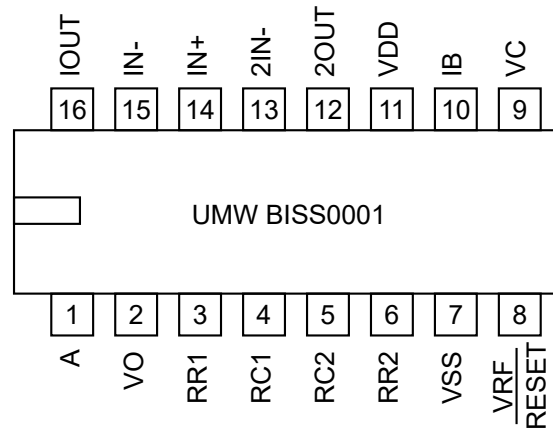 IOUT
IN-
IN+
2IN-
2OUT
VDD
IB
VC
16 15 14 13 12 11 10 9
UMW BISS0001
1 2 3 4 5 6 7 8
A
VO
RR1
RC1
RC2
RR2
VSS
VRF
RESET